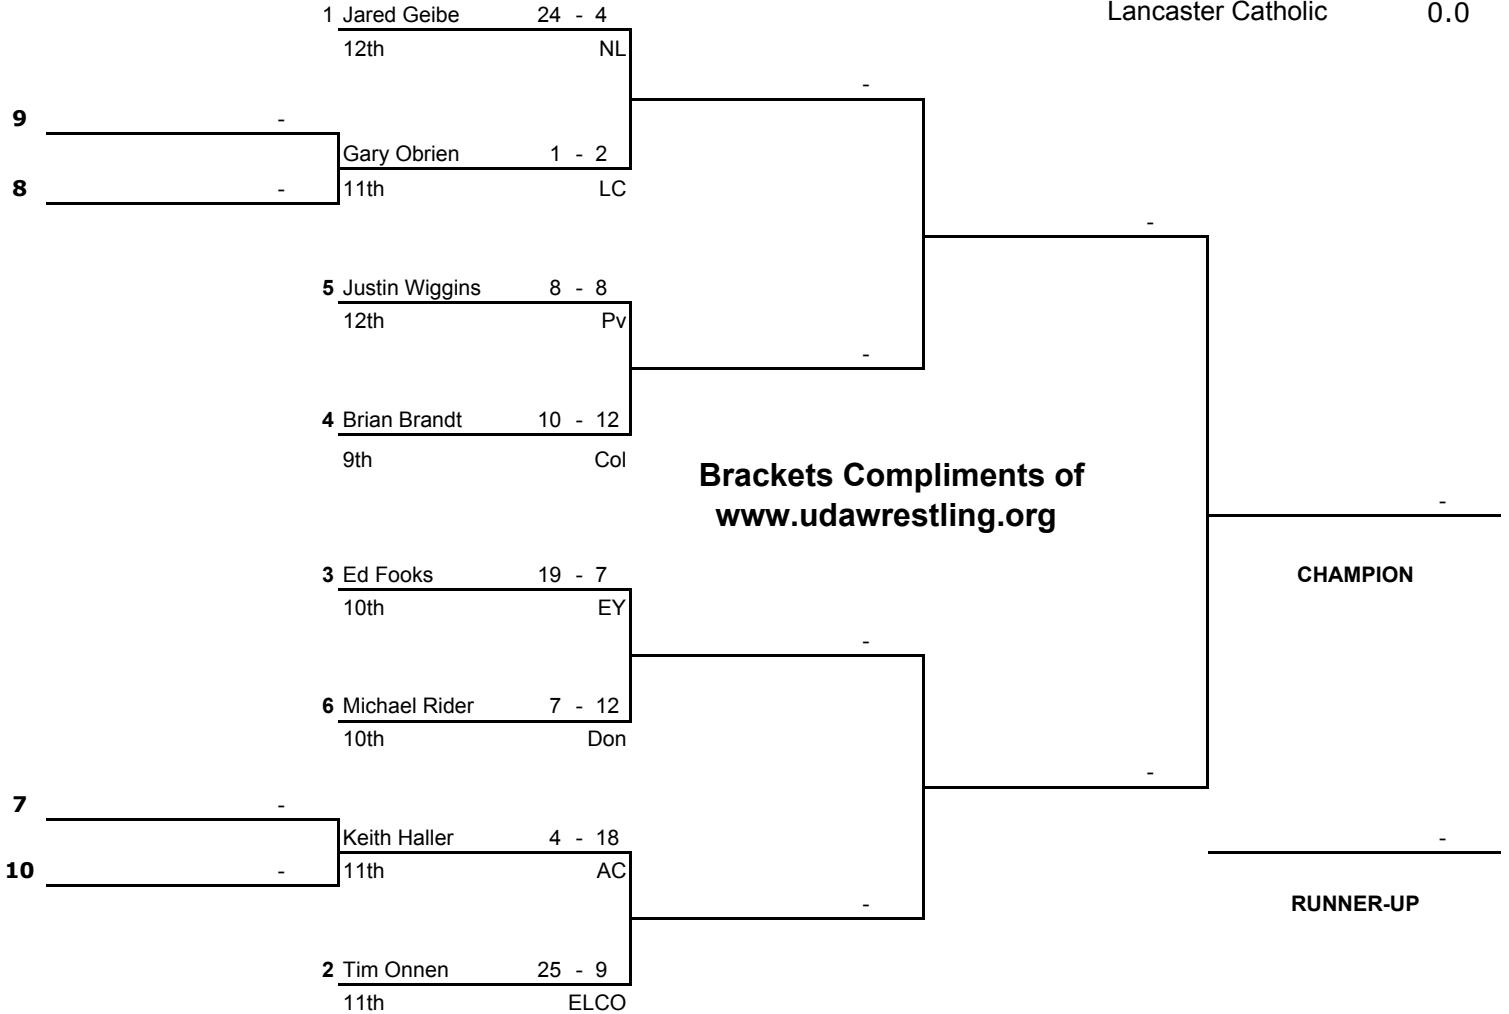 1 Jared Geibe 24 - 4
Lancaster Catholic 0.0
12th NL
-
9 -
Gary Obrien 1 - 2
8 - 11th LC
-
5 Justin Wiggins 8 - 8
12th Pv
-
4 Brian Brandt 10 - 12
9th Col
Brackets Compliments of
www.udawrestling.org
-
3 Ed Fooks 19 - 7
CHAMPION
10th EY
-
6 Michael Rider 7 - 12
10th Don
-
7 -
Keith Haller 4 - 18
-
10 - 11th AC
-
RUNNER-UP
2 Tim Onnen 25 - 9
11th ELCO